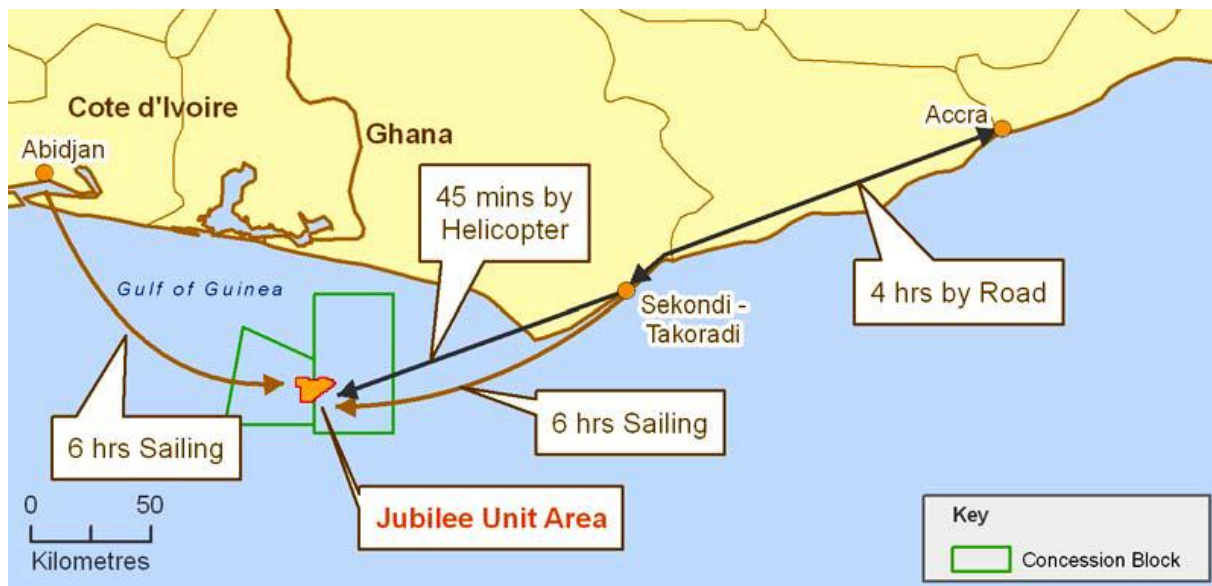 Cote d'Ivoire
Abidjan
Ghana
Accra
45 mins by
Helicopter
4 hrs by Road
Gulf of Guinea
Sekondi -
Takoradi
6 hrs Sailing
6 hrs Sailing
Jubilee Unit Area
0 50
Kilometres
Key
Concession Block